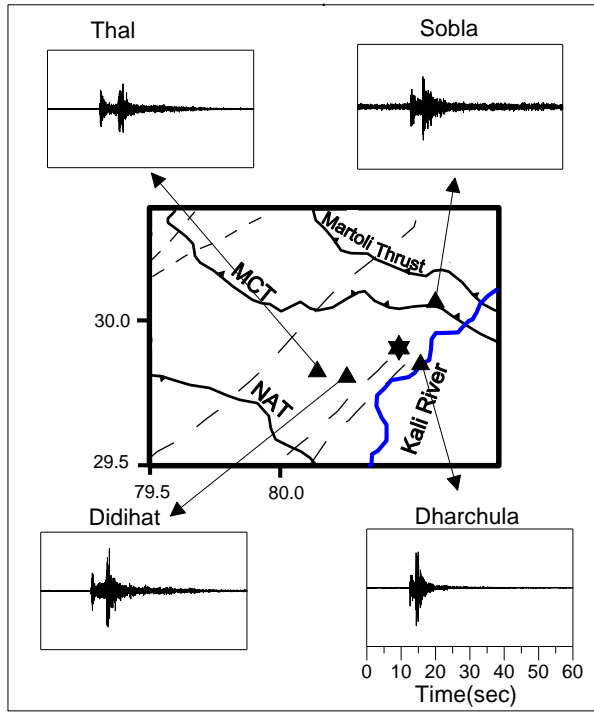 Thal
Sobla
Martoli Thrust
MCT
30.0
NAT
Kali River
29.5
79.5
80.0
Didihat
Dharchula
0 10 20 30 40 50 60
Time(sec)